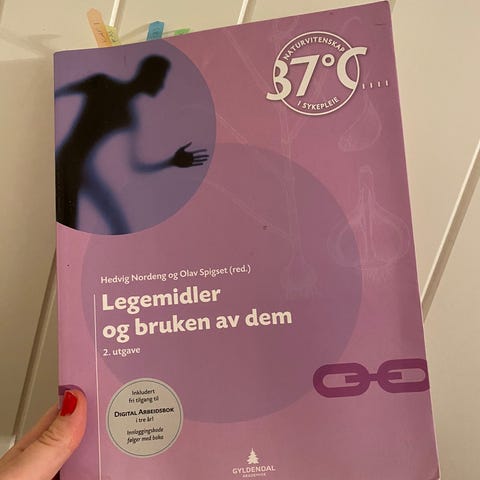 NATURVITENSKAP
37°C
I SYKEPLEIE
Hedvig Nordeng og Olav Spigset (red.)
Legemidler
og bruken av dem
2. utgave
Inkludert
fri tilgang til
DIGITAL ARBEIDSBOK
i tre år!
Innloggingskode
følger med boka
GYLDENDAL
AKADEMISK